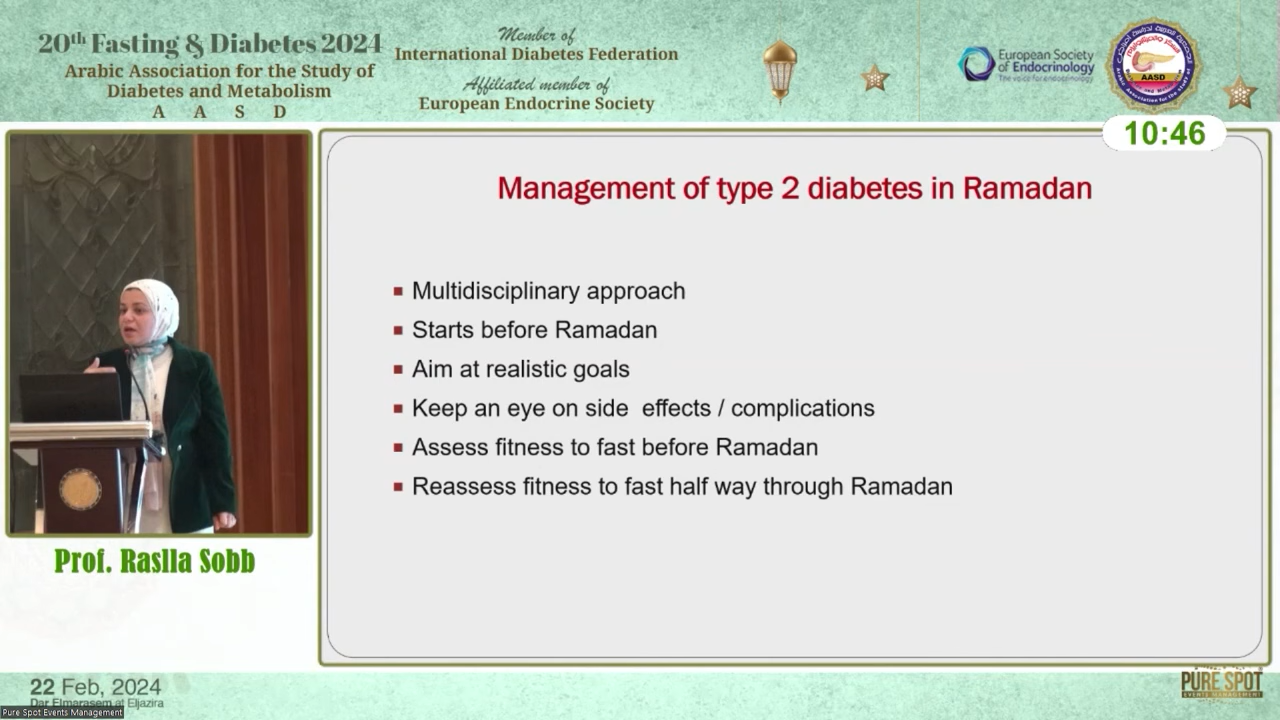 20th Fasting & Diabetes 2024
Arabic Association for the Study of
Diabetes and Metabolism
A A S D
Member of
International Diabetes Federation
Affiliated member of
European Endocrine Society
European Society
of Endocrinology
The voice for endocrinology
AASD
10:46
Management of type 2 diabetes in Ramadan
▪ Multidisciplinary approach
▪ Starts before Ramadan
▪ Aim at realistic goals
▪ Keep an eye on side  effects / complications
▪ Assess fitness to fast before Ramadan
▪ Reassess fitness to fast half way through Ramadan
Prof. Raslla Sobb
22 Feb, 2024
Dar Elmarasem at Eljazira
Pure Spot Events Management
PURE SPOT
EVENTS MANAGEMENT